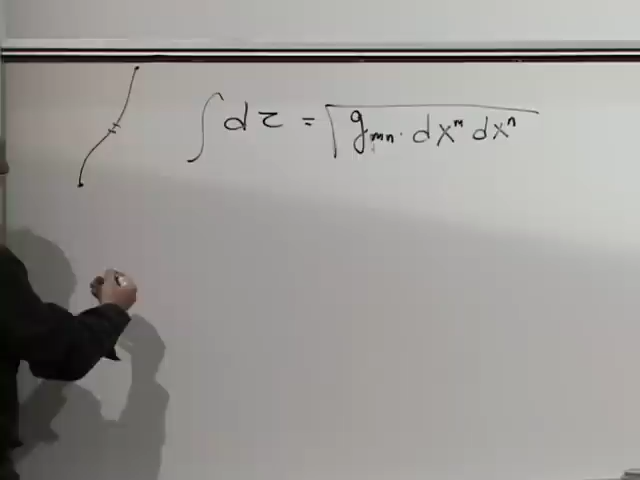 ∫ dτ = √(g_mn · dx^m dx^n)